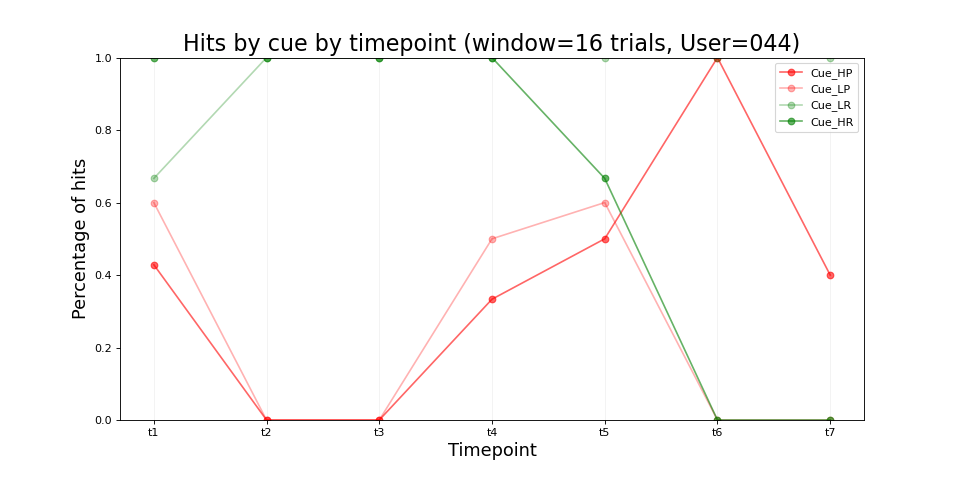 Hits by cue by timepoint (window=16 trials, User=044)
Percentage of hits
1.0
0.8
0.6
0.4
0.2
0.0
Cue_HP
Cue_LP
Cue_LR
Cue_HR
t1 t2 t3 t4 t5 t6 t7
Timepoint